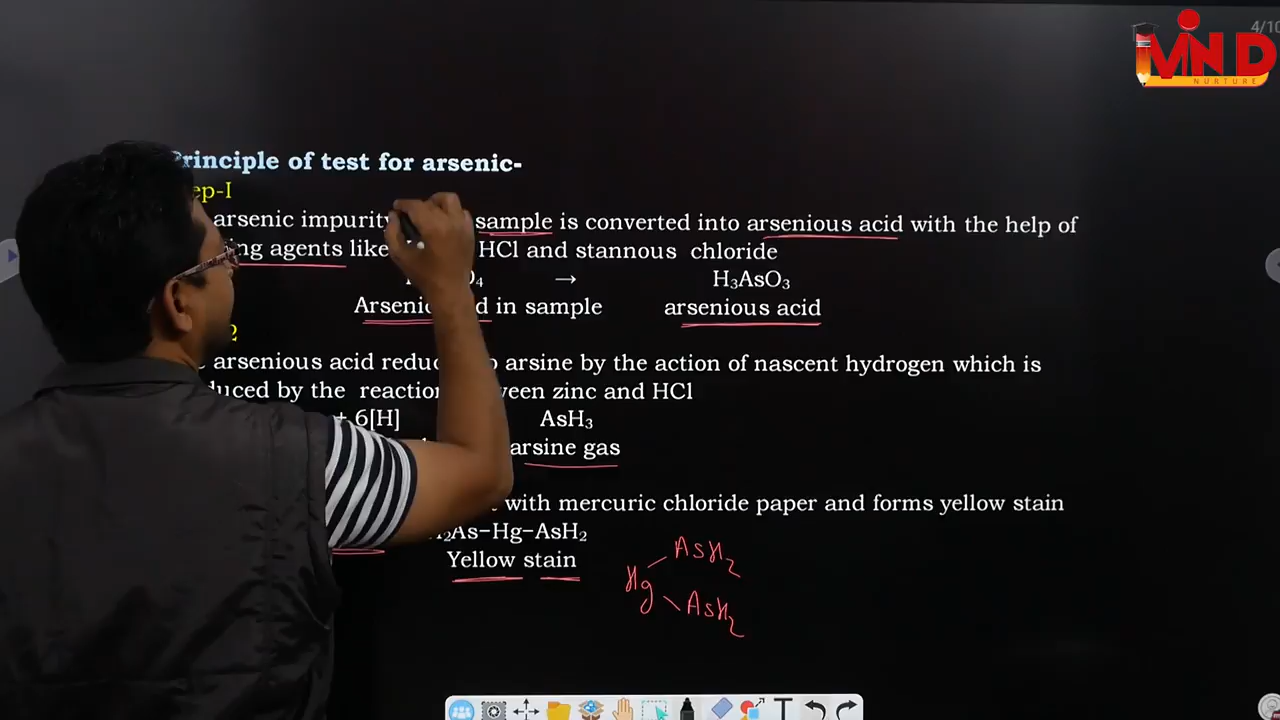 4/10
MIND
NURTURE
Principle of test for arsenic-
ep-I
arsenic impurity sample is converted into arsenious acid with the help of
ng agents like HCl and stannous chloride
4 → H₃AsO₃
Arsenic d in sample arsenious acid
2
arsenious acid reduc o arsine by the action of nascent hydrogen which is
duced by the reaction ween zinc and HCl
+ 6[H] AsH₃
arsine gas
t with mercuric chloride paper and forms yellow stain
₂As–Hg–AsH₂
Yellow stain
AsH₂
Hg
AsH₂